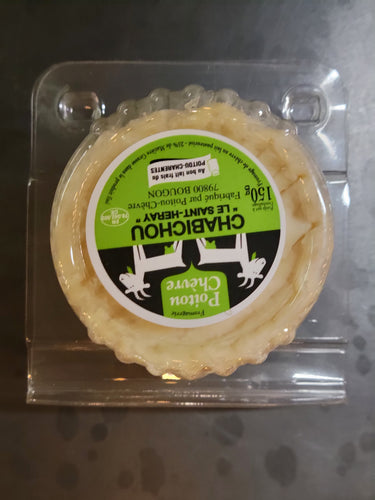 Fromagerie
Poitou
Chèvre
CHABICHOU
"LE SAINT-HERAY"
Fabriqué par Poitou-Chèvre
79800 BOUGON
150g
Au bon lait frais du
POITOU-CHARENTES